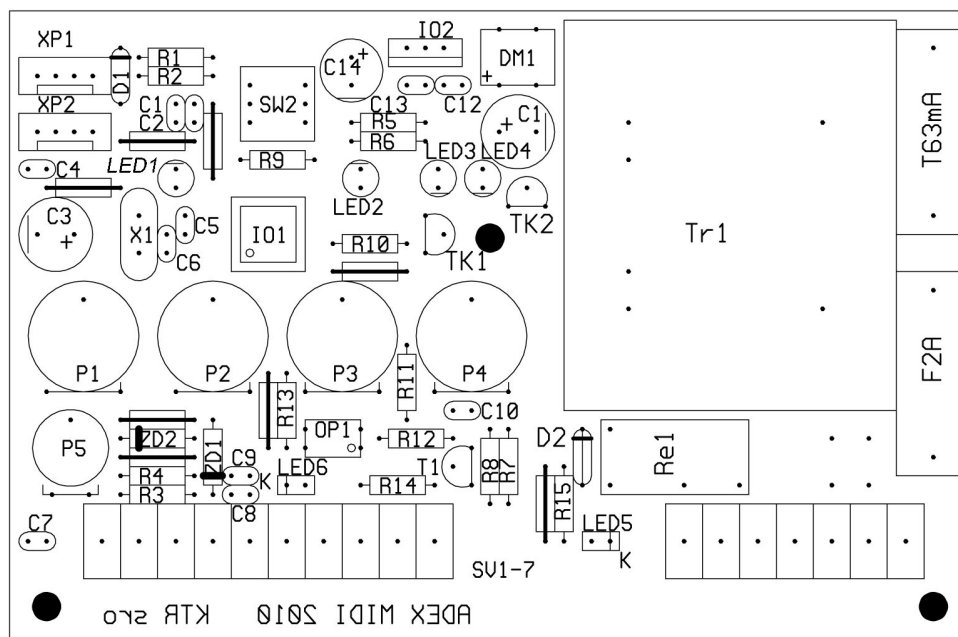 XP1
R1
R2
D1
C14
+
IO2
DM1
+
XP2
C1
C2
SW2
C13
C12
R5
R6
C1
+
T63mA
C4
LED1
R9
LED2
LED3
LED4
TK2
C3
+
X1
C5
C6
IO1
R10
TK1
Tr1
P1
P2
P3
R11
P4
F2A
P5
ZD2
ZD1
R13
OP1
R12
C10
T1
R8
R7
D2
Re1
R4
R3
C9
K
C8
LED6
R14
R15
C7
LED5
K
SV1-7
ADEX MIDI 2010 KTR sro